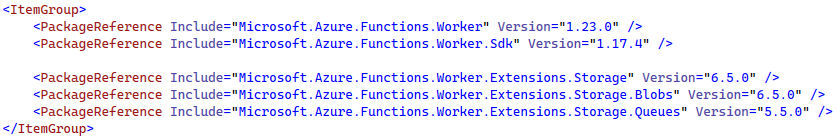 <ItemGroup>
<PackageReference Include="Microsoft.Azure.Functions.Worker" Version="1.23.0" />
<PackageReference Include="Microsoft.Azure.Functions.Worker.Sdk" Version="1.17.4" />
<PackageReference Include="Microsoft.Azure.Functions.Worker.Extensions.Storage" Version="6.5.0" />
<PackageReference Include="Microsoft.Azure.Functions.Worker.Extensions.Storage.Blobs" Version="6.5.0" />
<PackageReference Include="Microsoft.Azure.Functions.Worker.Extensions.Storage.Queues" Version="5.5.0" />
</ItemGroup>